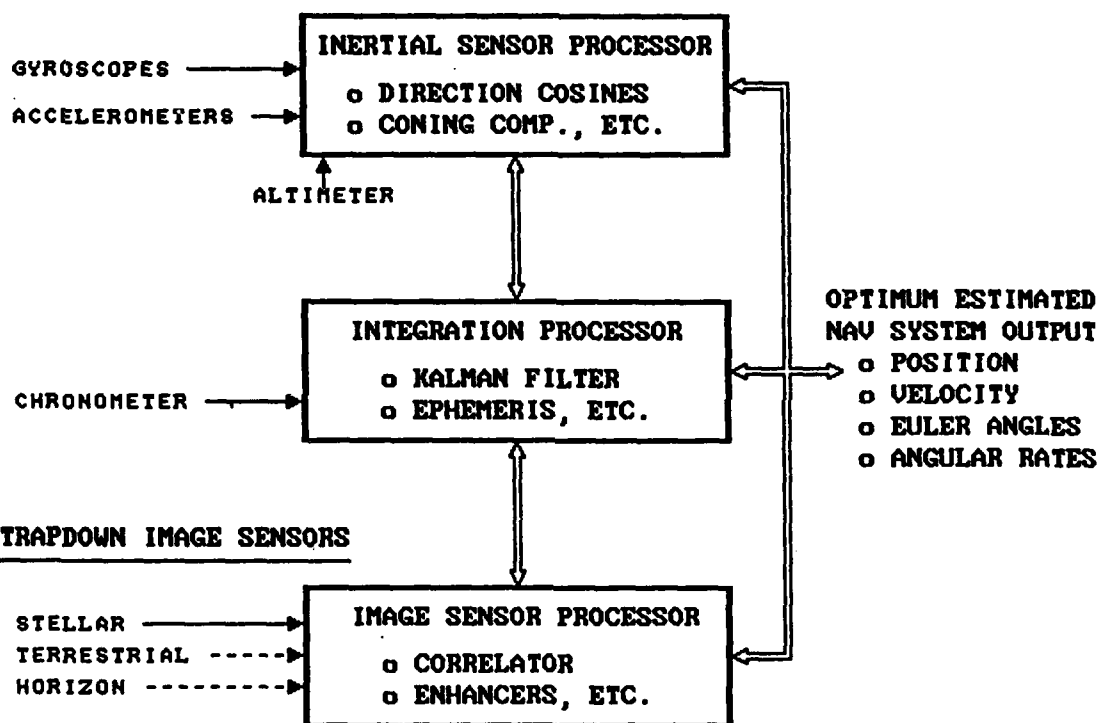 INERTIAL SENSOR PROCESSOR
o DIRECTION COSINES
o CONING COMP., ETC.
GYROSCOPES
ACCELEROMETERS
ALTIMETER
INTEGRATION PROCESSOR
o KALMAN FILTER
o EPHEMERIS, ETC.
CHRONOMETER
OPTIMUM ESTIMATED
NAV SYSTEM OUTPUT
o POSITION
o VELOCITY
o EULER ANGLES
o ANGULAR RATES
TRAPDOWN IMAGE SENSORS
STELLAR
TERRESTRIAL
HORIZON
IMAGE SENSOR PROCESSOR
o CORRELATOR
o ENHANCERS, ETC.